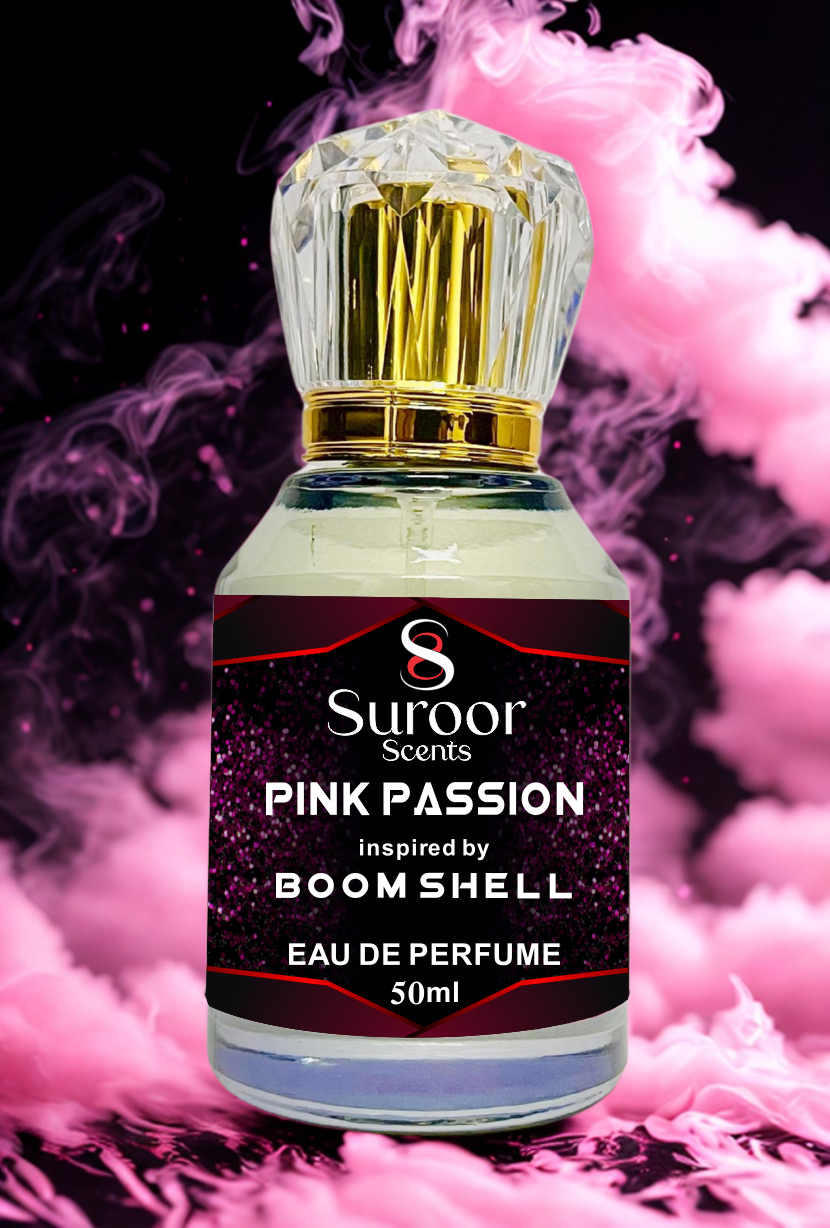 Suroor
Scents
PINK PASSION
inspired by
BOOM SHELL
EAU DE PERFUME
50ml